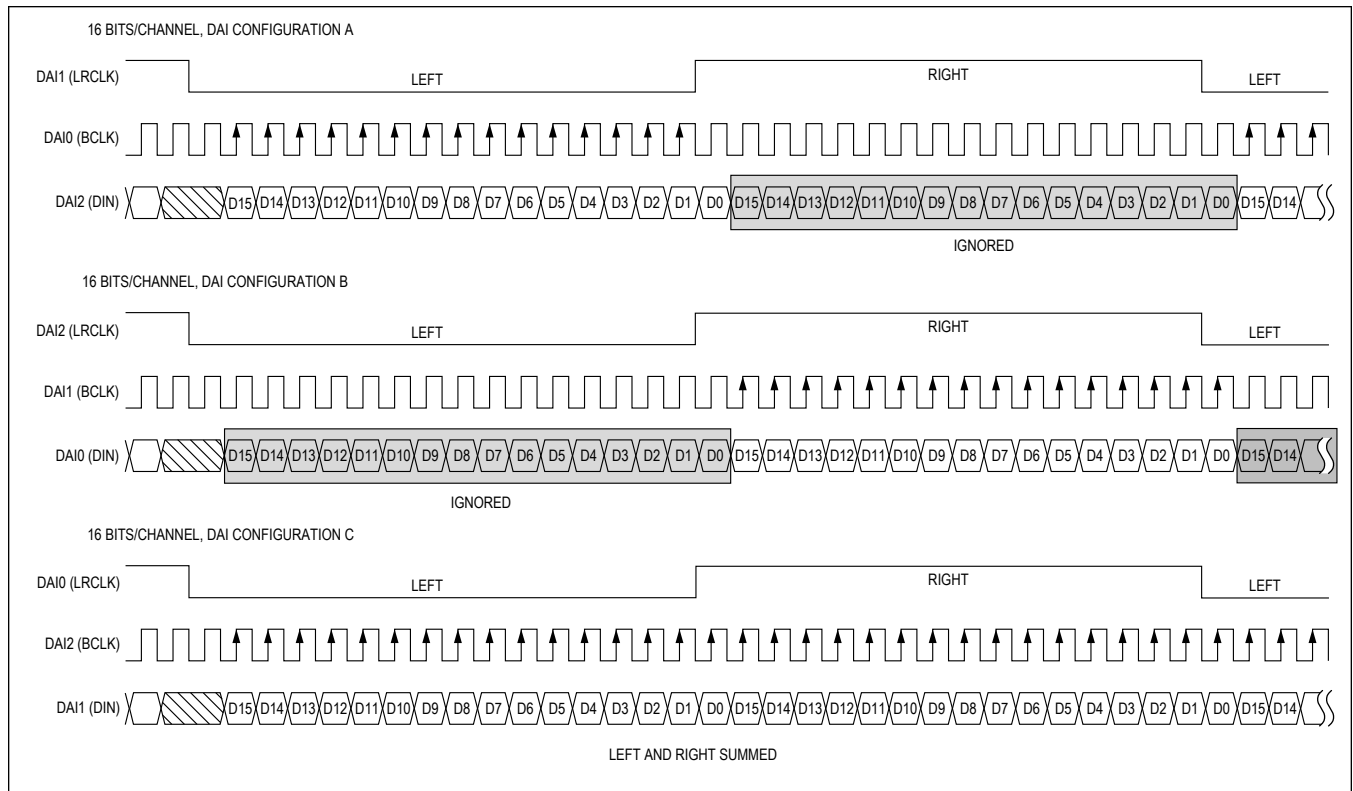 16 BITS/CHANNEL, DAI CONFIGURATION A
DAI1 (LRCLK) LEFT RIGHT LEFT
DAI0 (BCLK)
DAI2 (DIN) D15 D14 D13 D12 D11 D10 D9 D8 D7 D6 D5 D4 D3 D2 D1 D0 D15 D14 D13 D12 D11 D10 D9 D8 D7 D6 D5 D4 D3 D2 D1 D0 D15 D14
IGNORED
16 BITS/CHANNEL, DAI CONFIGURATION B
DAI2 (LRCLK) LEFT RIGHT LEFT
DAI1 (BCLK)
DAI0 (DIN) D15 D14 D13 D12 D11 D10 D9 D8 D7 D6 D5 D4 D3 D2 D1 D0 D15 D14 D13 D12 D11 D10 D9 D8 D7 D6 D5 D4 D3 D2 D1 D0 D15 D14
IGNORED
16 BITS/CHANNEL, DAI CONFIGURATION C
DAI0 (LRCLK) LEFT RIGHT LEFT
DAI2 (BCLK)
DAI1 (DIN) D15 D14 D13 D12 D11 D10 D9 D8 D7 D6 D5 D4 D3 D2 D1 D0 D15 D14 D13 D12 D11 D10 D9 D8 D7 D6 D5 D4 D3 D2 D1 D0 D15 D14
LEFT AND RIGHT SUMMED